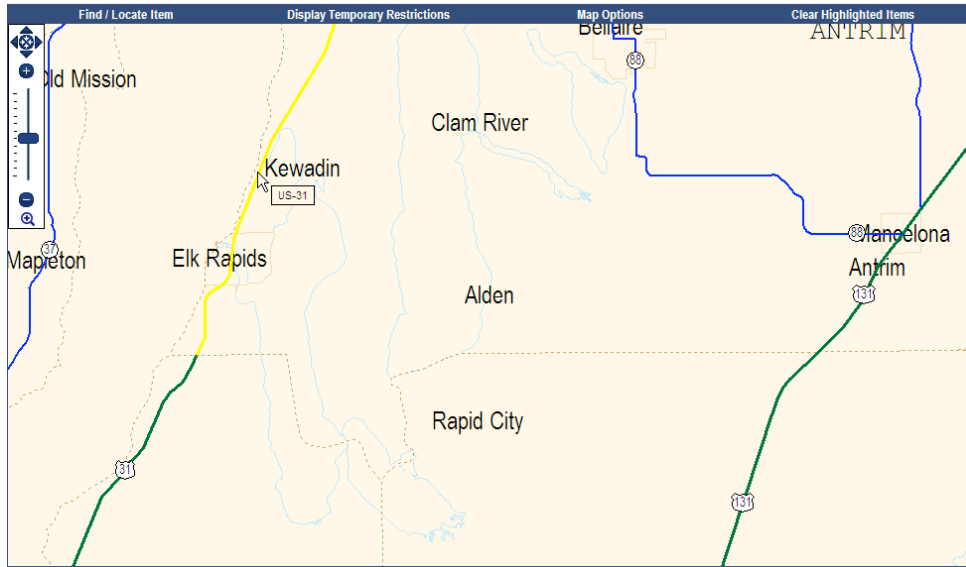 Find / Locate Item
Display Temporary Restrictions
Map Options
Clear Highlighted Items
Bellaire
ANTRIM
88
Old Mission
Clam River
Kewadin
US-31
37
Mapleton
Elk Rapids
88
Mancelona
Antrim
Alden
131
Rapid City
31
131